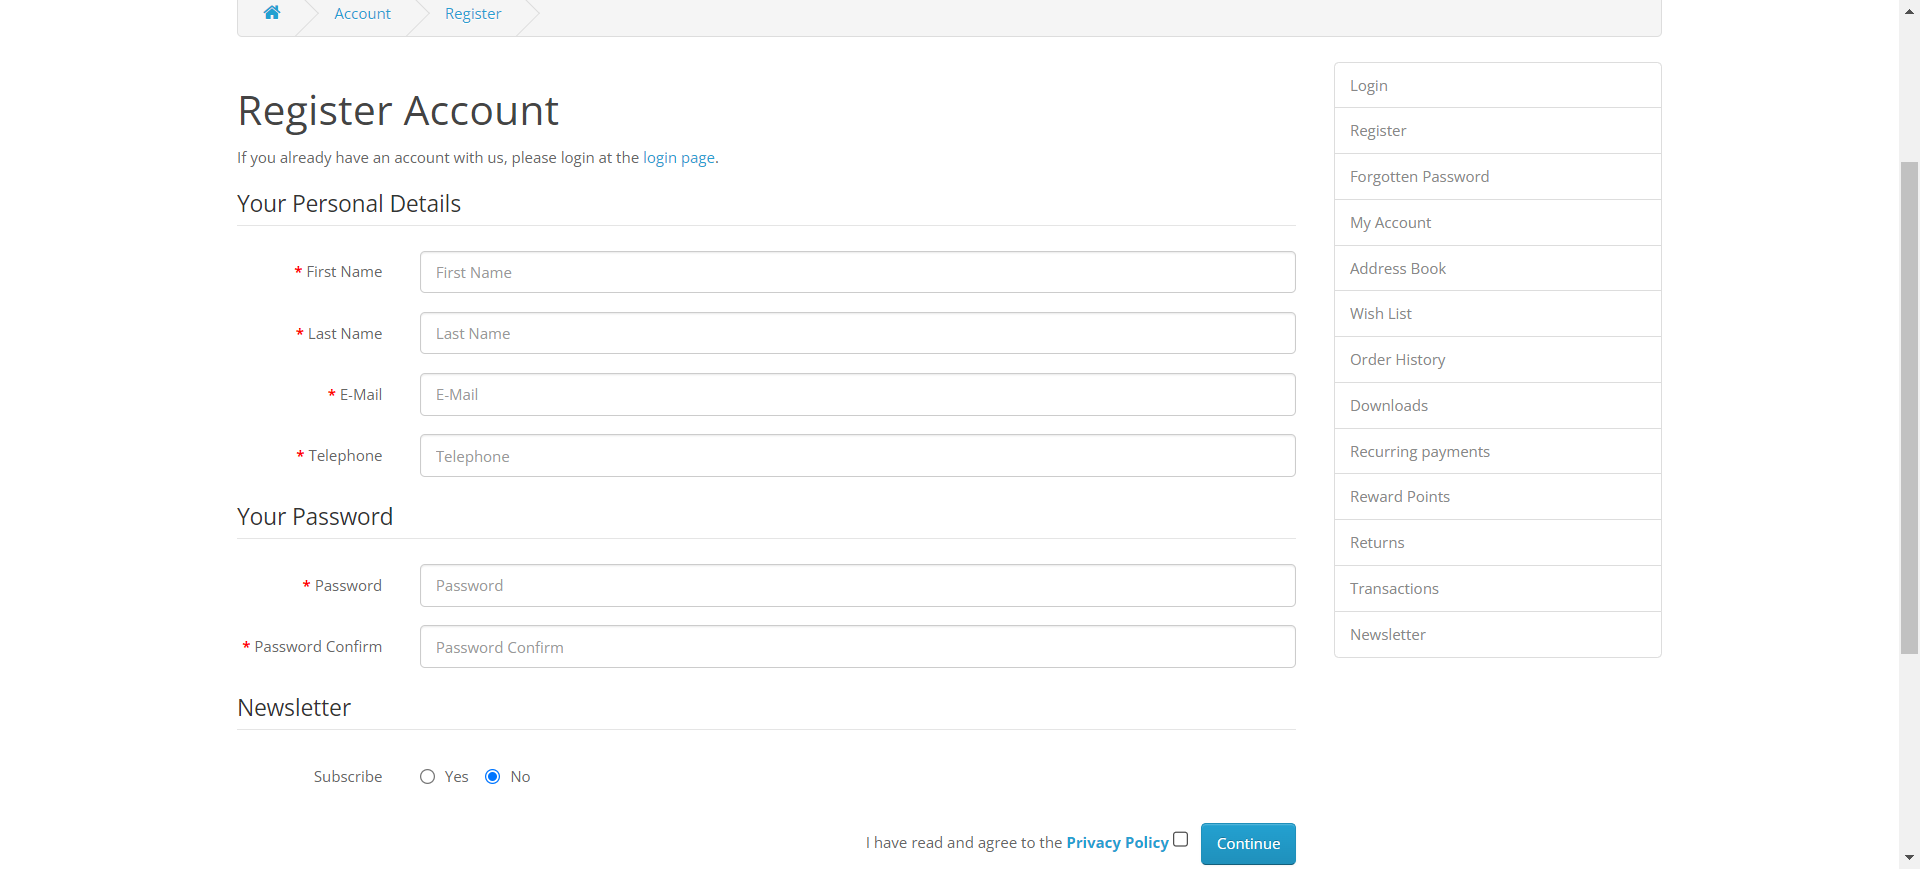 Account Register
Register Account
If you already have an account with us, please login at the login page.
Your Personal Details
* First Name First Name
* Last Name Last Name
* E-Mail E-Mail
* Telephone Telephone
Your Password
* Password Password
* Password Confirm Password Confirm
Newsletter
Subscribe Yes No
I have read and agree to the Privacy Policy Continue
Login
Register
Forgotten Password
My Account
Address Book
Wish List
Order History
Downloads
Recurring payments
Reward Points
Returns
Transactions
Newsletter